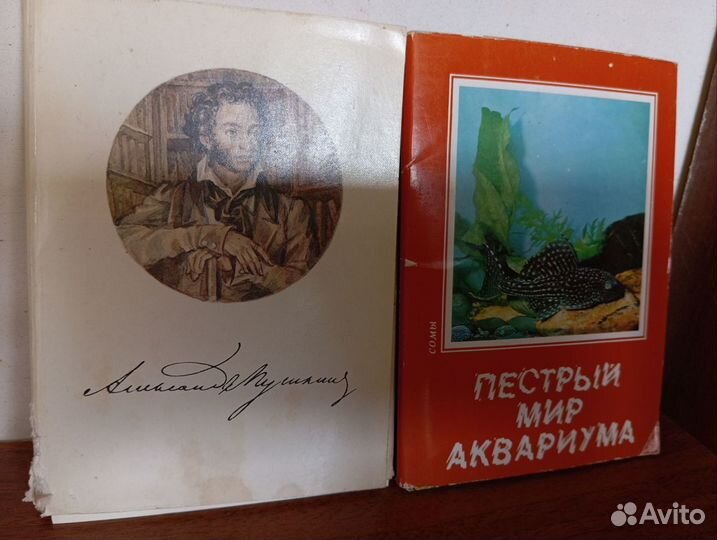 Александр Пушкин
сомы
ПЕСТРЫЙ
МИР
АКВАРИУМА
Avito